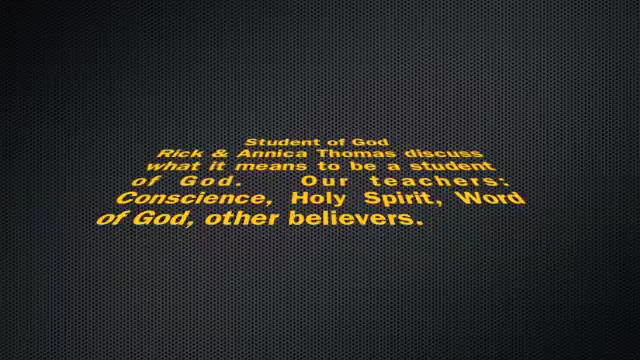 Student of God
Rick & Annica Thomas discuss
what it means to be a student
of God. Our teachers:
Conscience, Holy Spirit, Word
of God, other believers.